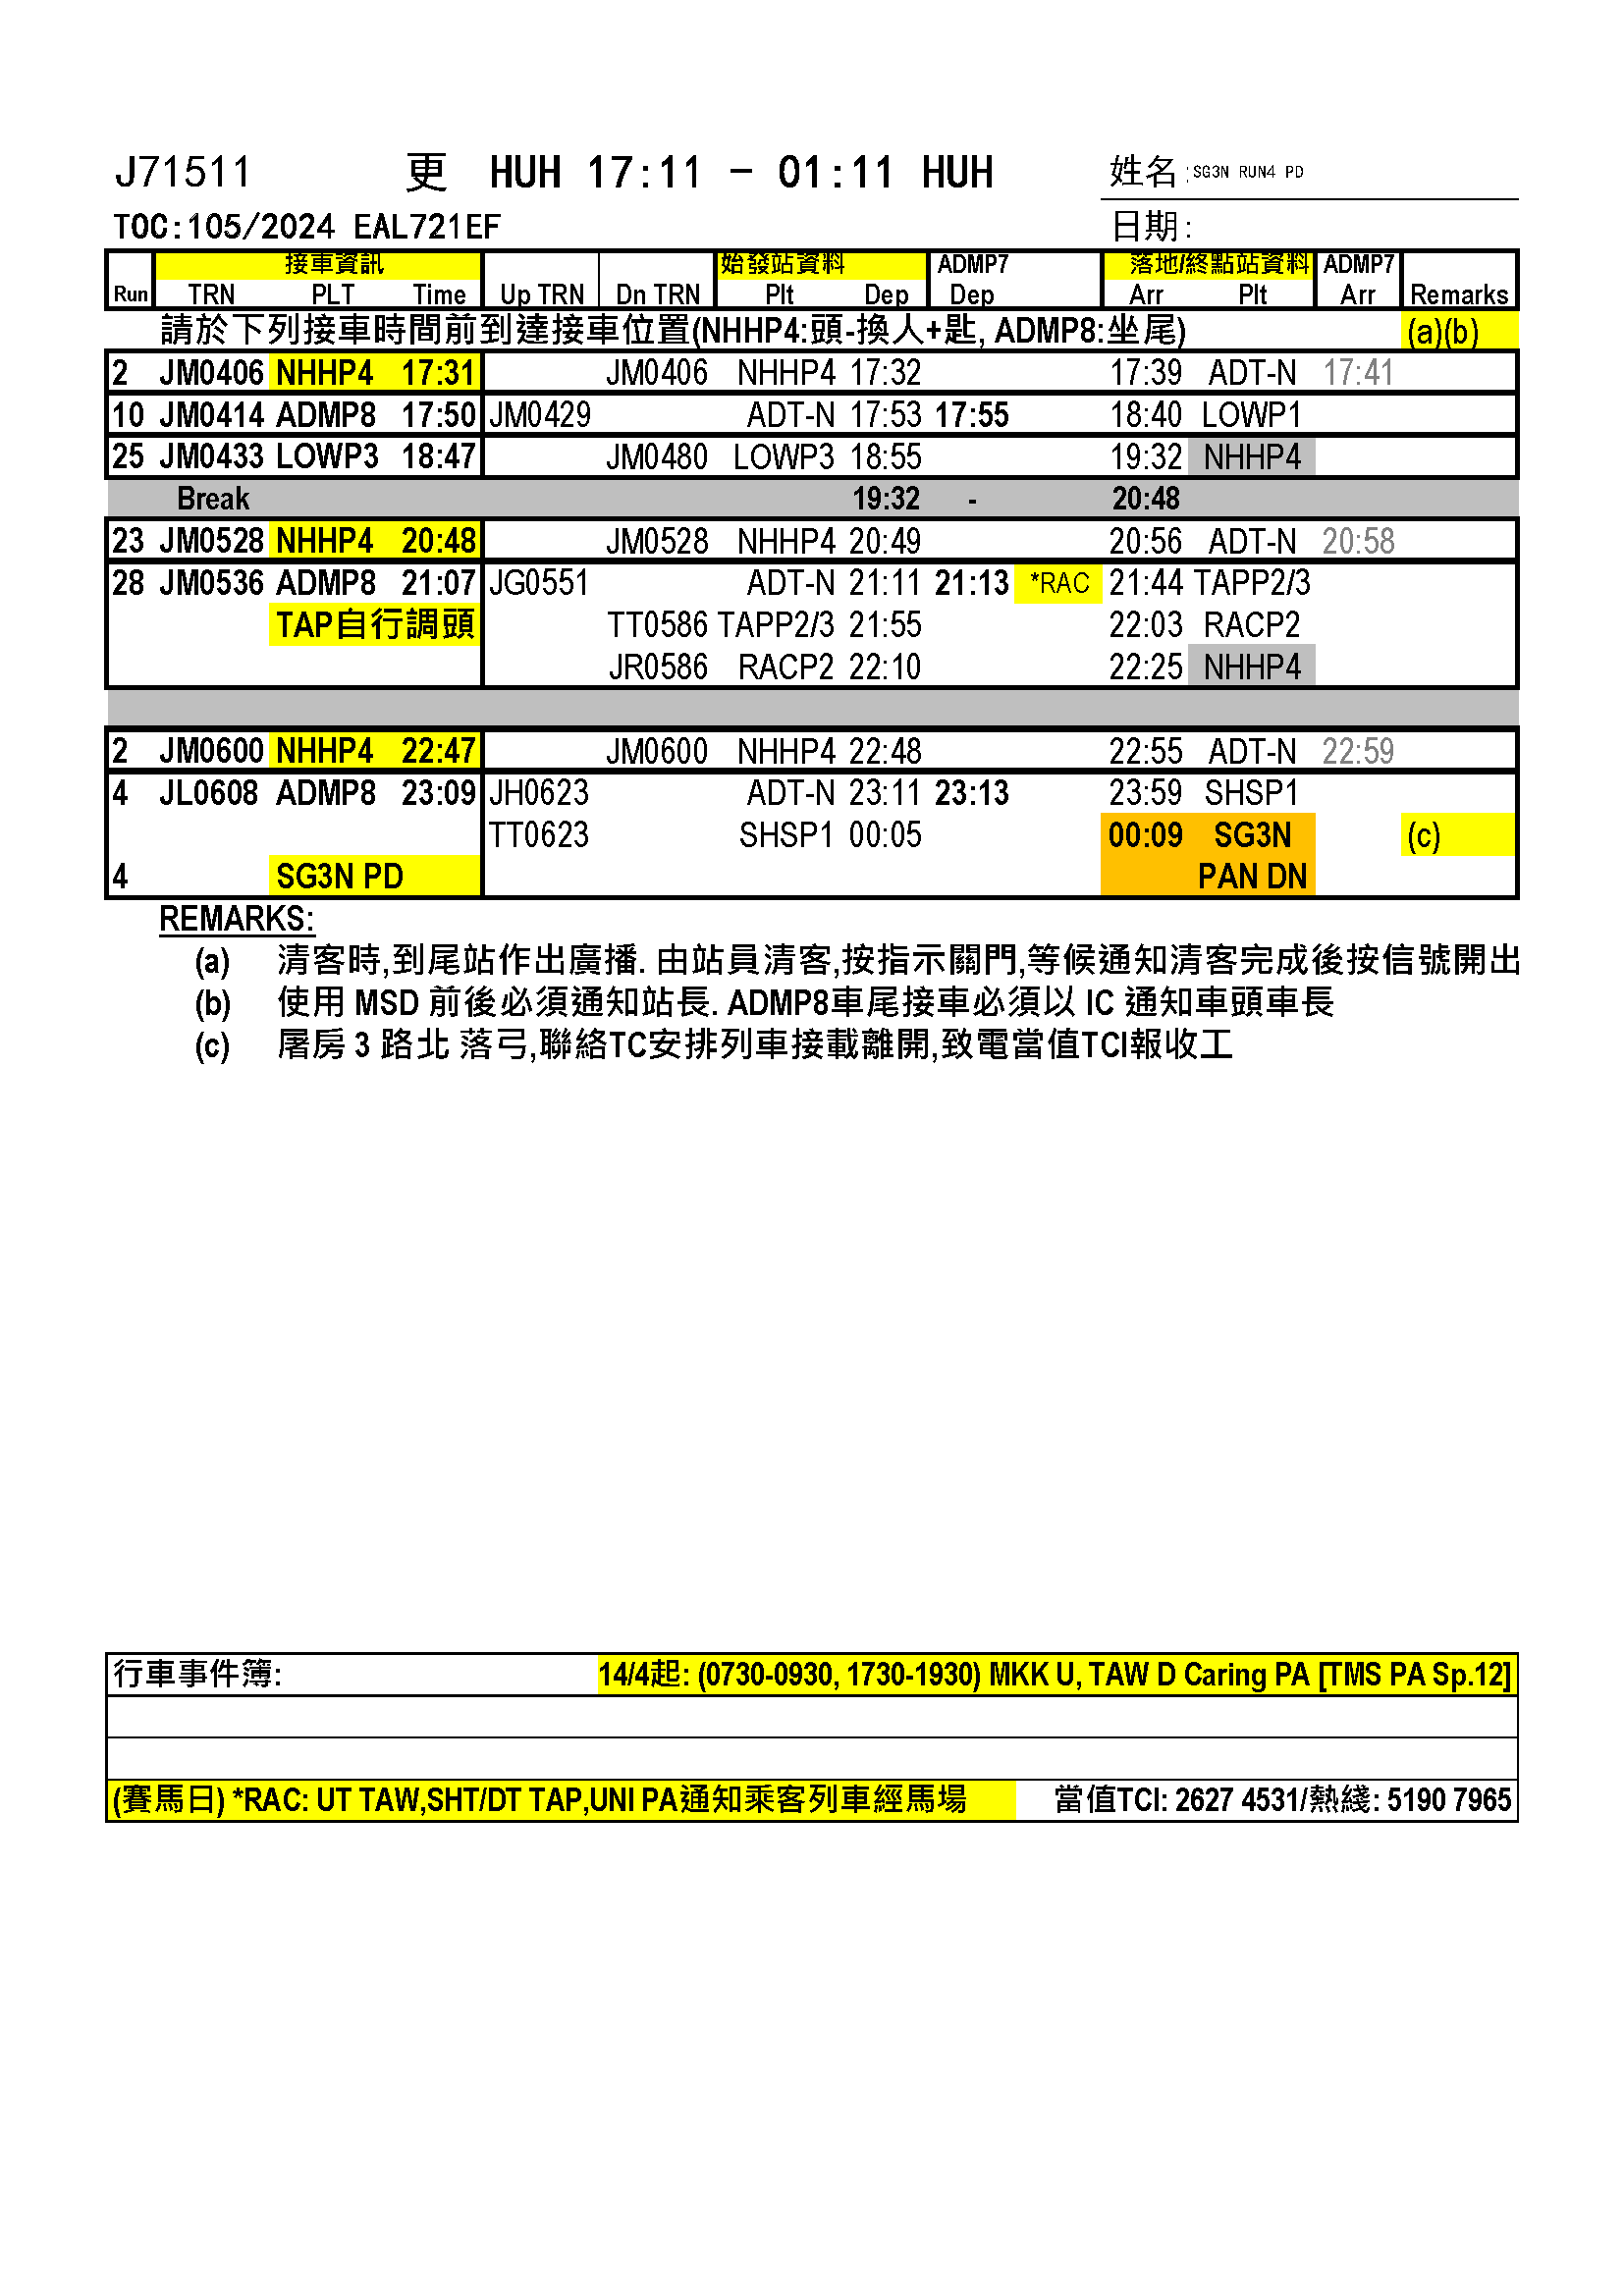 J71511 更 HUH 17:11 - 01:11 HUH 姓名:SG3N RUN4 PD
TOC:105/2024 EAL721EF 日期:
接車資訊 始發站資料 ADMP7 落地/終點站資料 ADMP7
Run TRN PLT Time Up TRN Dn TRN Plt Dep Dep Arr Plt Arr Remarks
請於下列接車時間前到達接車位置(NHHP4:頭-換人+匙, ADMP8:坐尾) (a)(b)
2 JM0406 NHHP4 17:31 JM0406 NHHP4 17:32 17:39 ADT-N 17:41
10 JM0414 ADMP8 17:50 JM0429 ADT-N 17:53 17:55 18:40 LOWP1
25 JM0433 LOWP3 18:47 JM0480 LOWP3 18:55 19:32 NHHP4
Break 19:32 - 20:48
23 JM0528 NHHP4 20:48 JM0528 NHHP4 20:49 20:56 ADT-N 20:58
28 JM0536 ADMP8 21:07 JG0551 ADT-N 21:11 21:13 *RAC 21:44 TAPP2/3
TAP自行調頭 TT0586 TAPP2/3 21:55 22:03 RACP2
JR0586 RACP2 22:10 22:25 NHHP4
2 JM0600 NHHP4 22:47 JM0600 NHHP4 22:48 22:55 ADT-N 22:59
4 JL0608 ADMP8 23:09 JH0623 ADT-N 23:11 23:13 23:59 SHSP1
TT0623 SHSP1 00:05 00:09 SG3N (c)
4 SG3N PD PAN DN
REMARKS:
(a) 清客時,到尾站作出廣播. 由站員清客,按指示關門,等候通知清客完成後按信號開出
(b) 使用 MSD 前後必須通知站長. ADMP8車尾接車必須以 IC 通知車頭車長
(c) 屠房 3 路北 落弓,聯絡TC安排列車接載離開,致電當值TCI報收工
行車事件簿: 14/4起: (0730-0930, 1730-1930) MKK U, TAW D Caring PA [TMS PA Sp.12]
(賽馬日) *RAC: UT TAW,SHT/DT TAP,UNI PA通知乘客列車經馬場 當值TCI: 2627 4531/熱綫: 5190 7965